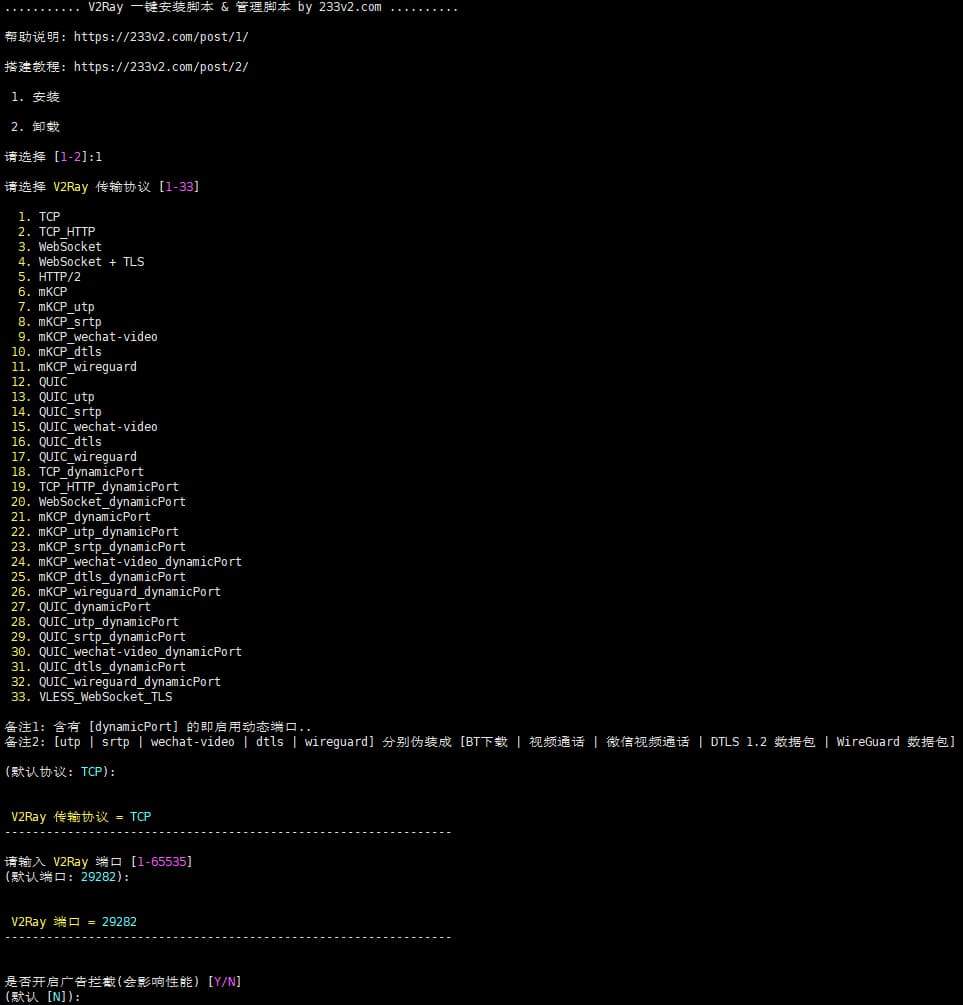 ........... V2Ray 一键安装脚本 & 管理脚本 by 233v2.com ..........
帮助说明: https://233v2.com/post/1/
搭建教程: https://233v2.com/post/2/
1. 安装
2. 卸载
请选择 [1-2]:1
请选择 V2Ray 传输协议 [1-33]
1. TCP
2. TCP_HTTP
3. WebSocket
4. WebSocket + TLS
5. HTTP/2
6. mKCP
7. mKCP_utp
8. mKCP_srtp
9. mKCP_wechat-video
10. mKCP_dtls
11. mKCP_wireguard
12. QUIC
13. QUIC_utp
14. QUIC_srtp
15. QUIC_wechat-video
16. QUIC_dtls
17. QUIC_wireguard
18. TCP_dynamicPort
19. TCP_HTTP_dynamicPort
20. WebSocket_dynamicPort
21. mKCP_dynamicPort
22. mKCP_utp_dynamicPort
23. mKCP_srtp_dynamicPort
24. mKCP_wechat-video_dynamicPort
25. mKCP_dtls_dynamicPort
26. mKCP_wireguard_dynamicPort
27. QUIC_dynamicPort
28. QUIC_utp_dynamicPort
29. QUIC_srtp_dynamicPort
30. QUIC_wechat-video_dynamicPort
31. QUIC_dtls_dynamicPort
32. QUIC_wireguard_dynamicPort
33. VLESS_WebSocket_TLS
备注1: 含有 [dynamicPort] 的即启用动态端口..
备注2: [utp | srtp | wechat-video | dtls | wireguard] 分别伪装成 [BT下载 | 视频通话 | 微信视频通话 | DTLS 1.2 数据包 | WireGuard 数据包]
(默认协议: TCP):
V2Ray 传输协议 = TCP
----------------------------------------------------------------
请输入 V2Ray 端口 [1-65535]
(默认端口: 29282):
V2Ray 端口 = 29282
----------------------------------------------------------------
是否开启广告拦截(会影响性能) [Y/N]
(默认 [N]):